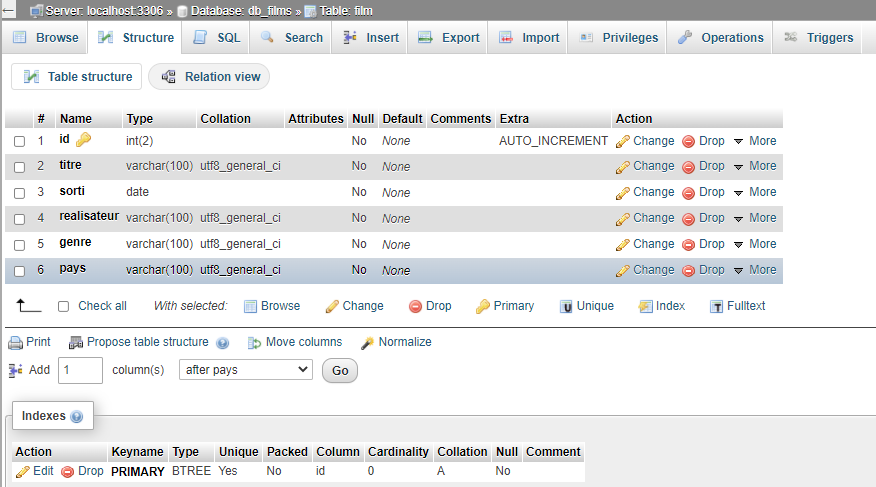 Server: localhost:3306 » Database: db_films » Table: film
Browse Structure SQL Search Insert Export Import Privileges Operations Triggers
Table structure Relation view
# Name Type Collation Attributes Null Default Comments Extra Action
1 id int(2) No None AUTO_INCREMENT Change Drop More
2 titre varchar(100) utf8_general_ci No None Change Drop More
3 sorti date No None Change Drop More
4 realisateur varchar(100) utf8_general_ci No None Change Drop More
5 genre varchar(100) utf8_general_ci No None Change Drop More
6 pays varchar(100) utf8_general_ci No None Change Drop More
Check all With selected: Browse Change Drop Primary Unique Index Fulltext
Print Propose table structure Move columns Normalize
Add 1 column(s) after pays Go
Indexes
Action Keyname Type Unique Packed Column Cardinality Collation Null Comment
Edit Drop PRIMARY BTREE Yes No id 0 A No